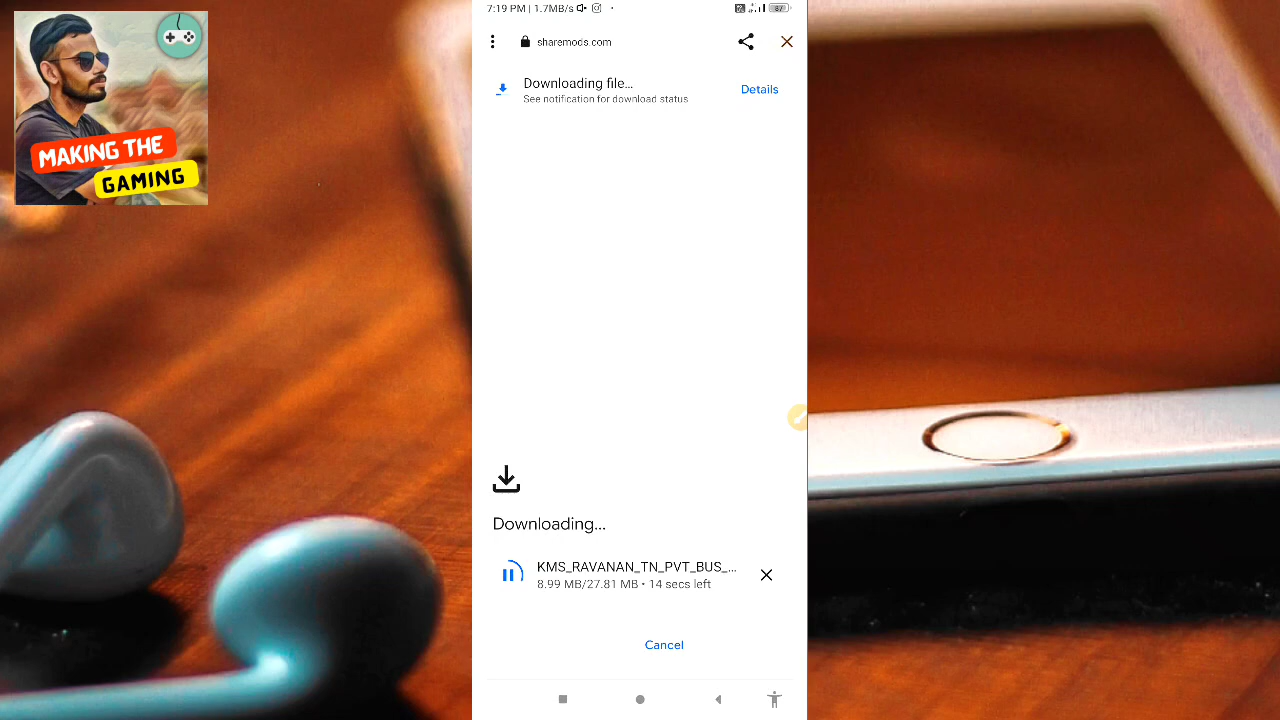 MAKING THE
GAMING
7:19 PM | 1.7MB/s
87
sharemods.com
Downloading file...
See notification for download status
Details
Downloading...
KMS_RAVANAN_TN_PVT_BUS_...
8.99 MB/27.81 MB • 14 secs left
Cancel